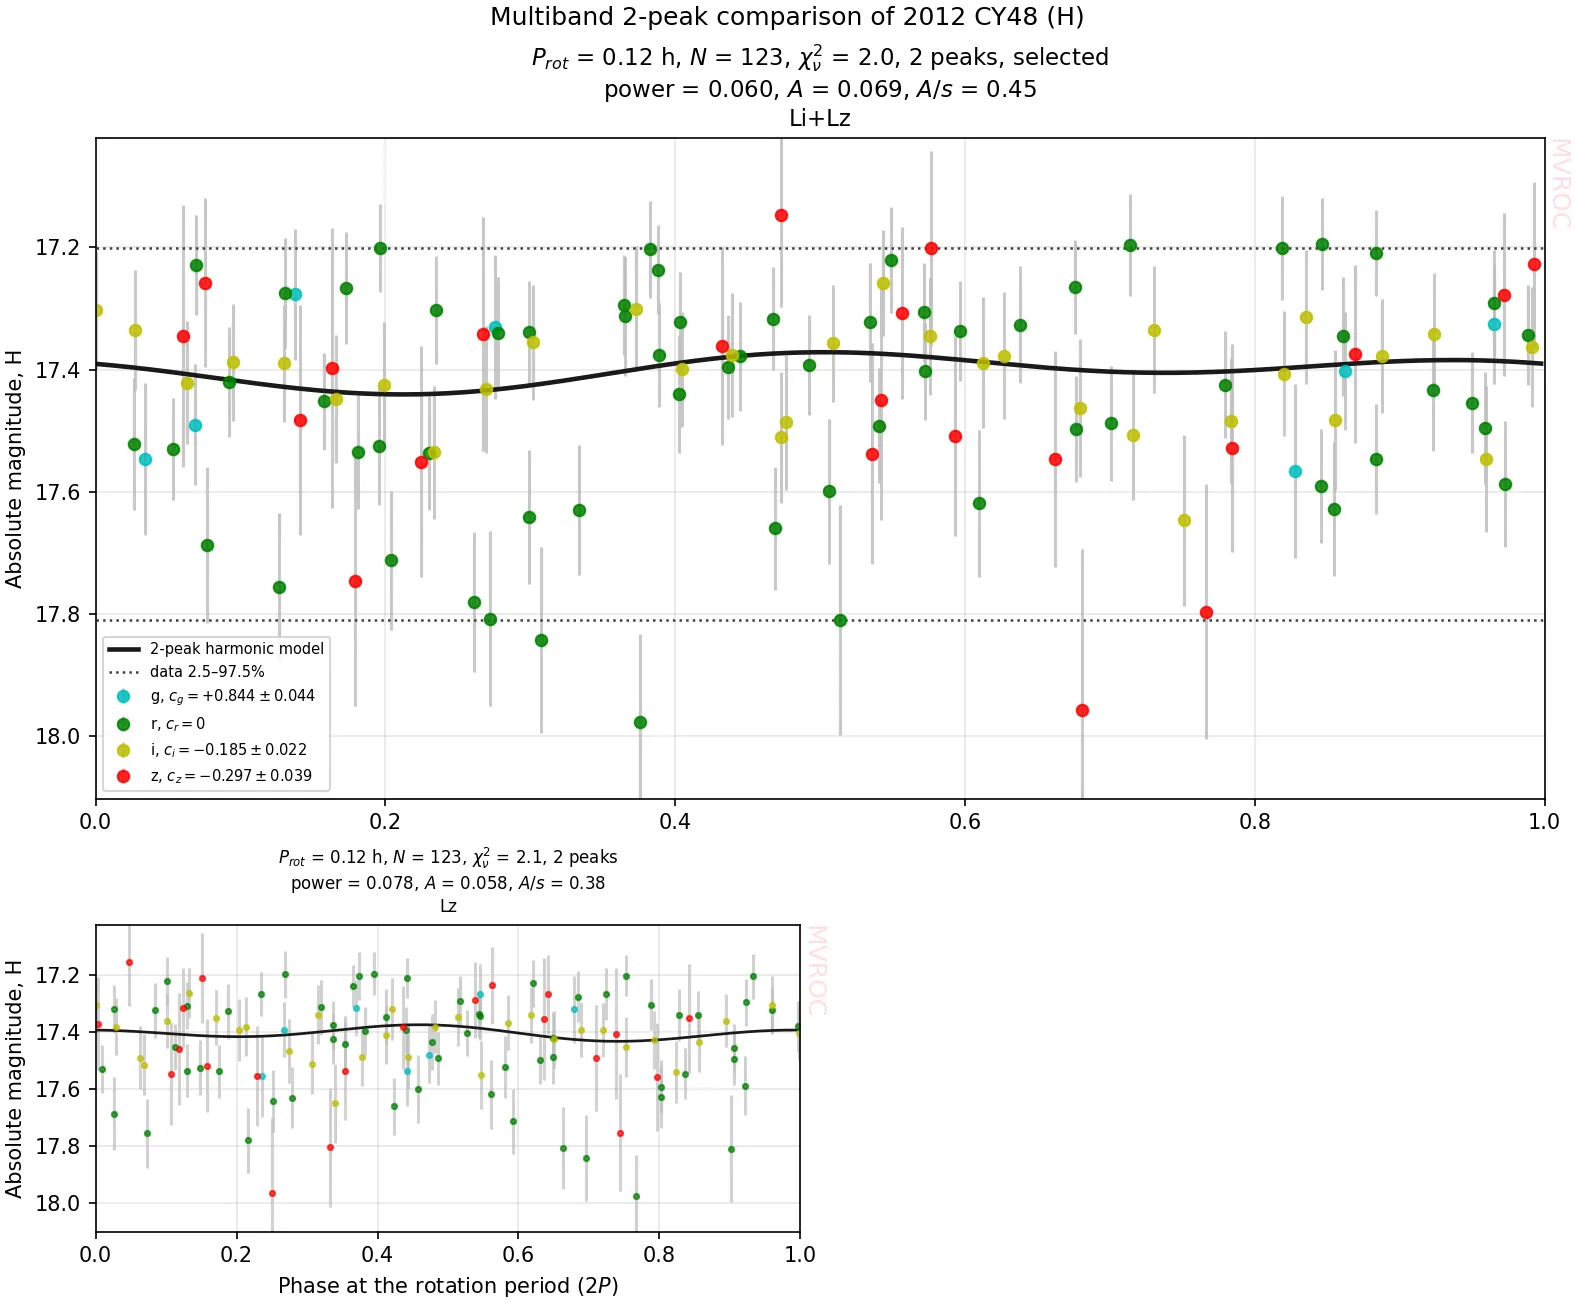 Multiband 2-peak comparison of 2012 CY48 (H)
P_rot = 0.12 h, N = 123, χ²_ν = 2.0, 2 peaks, selected
power = 0.060, A = 0.069, A/s = 0.45
Li+Lz
MVROC
Absolute magnitude, H
17.2
17.4
17.6
17.8
18.0
2-peak harmonic model
data 2.5–97.5%
g, c_g = +0.844 ± 0.044
r, c_r = 0
i, c_i = −0.185 ± 0.022
z, c_z = −0.297 ± 0.039
0.0 0.2 0.4 0.6 0.8 1.0
P_rot = 0.12 h, N = 123, χ²_ν = 2.1, 2 peaks
power = 0.078, A = 0.058, A/s = 0.38
Lz
MVROC
Absolute magnitude, H
17.2
17.4
17.6
17.8
18.0
0.0 0.2 0.4 0.6 0.8 1.0
Phase at the rotation period (2P)